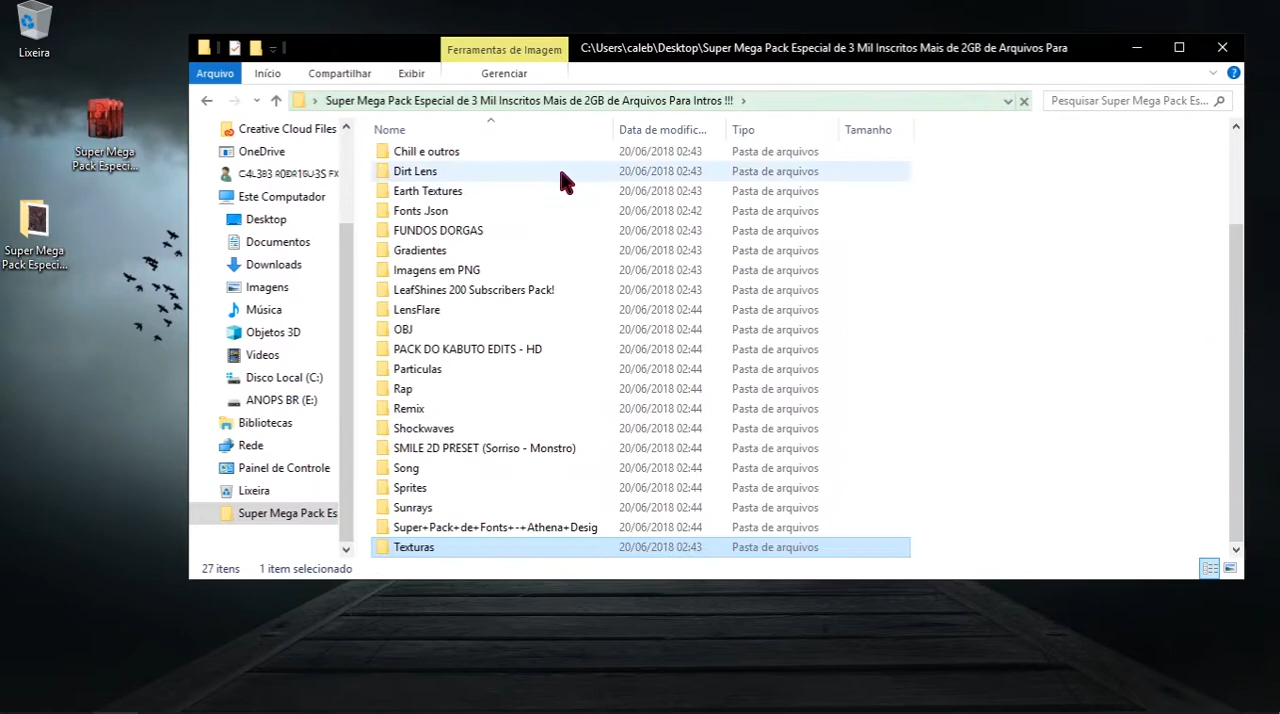 Lixeira
Super Mega
Pack Especi...
Super Mega
Pack Especi...
Ferramentas de Imagem
C:\Users\caleb\Desktop\Super Mega Pack Especial de 3 Mil Inscritos Mais de 2GB de Arquivos Para
Arquivo Início Compartilhar Exibir Gerenciar
Super Mega Pack Especial de 3 Mil Inscritos Mais de 2GB de Arquivos Para Intros !!!
Pesquisar Super Mega Pack Es...
Creative Cloud Files
OneDrive
Este Computador
Desktop
Documentos
Downloads
Imagens
Música
Objetos 3D
Vídeos
Disco Local (C:)
ANOPS BR (E:)
Bibliotecas
Rede
Painel de Controle
Lixeira
Super Mega Pack Es
Nome Data de modific... Tipo Tamanho
Chill e outros 20/06/2018 02:43 Pasta de arquivos
Dirt Lens 20/06/2018 02:43 Pasta de arquivos
Earth Textures 20/06/2018 02:43 Pasta de arquivos
Fonts Json 20/06/2018 02:42 Pasta de arquivos
FUNDOS DORGAS 20/06/2018 02:43 Pasta de arquivos
Gradientes 20/06/2018 02:43 Pasta de arquivos
Imagens em PNG 20/06/2018 02:43 Pasta de arquivos
LeafShines 200 Subscribers Pack! 20/06/2018 02:43 Pasta de arquivos
LensFlare 20/06/2018 02:44 Pasta de arquivos
OBJ 20/06/2018 02:44 Pasta de arquivos
PACK DO KABUTO EDITS - HD 20/06/2018 02:44 Pasta de arquivos
Particulas 20/06/2018 02:44 Pasta de arquivos
Rap 20/06/2018 02:44 Pasta de arquivos
Remix 20/06/2018 02:44 Pasta de arquivos
Shockwaves 20/06/2018 02:44 Pasta de arquivos
SMILE 2D PRESET (Sorriso - Monstro) 20/06/2018 02:44 Pasta de arquivos
Song 20/06/2018 02:44 Pasta de arquivos
Sprites 20/06/2018 02:44 Pasta de arquivos
Sunrays 20/06/2018 02:44 Pasta de arquivos
Super+Pack+de+Fonts+-+Athena+Desig 20/06/2018 02:44 Pasta de arquivos
Texturas 20/06/2018 02:43 Pasta de arquivos
27 itens 1 item selecionado